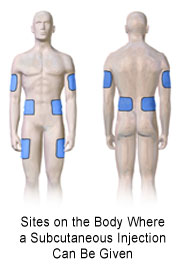 Sites on the Body Where
a Subcutaneous Injection
Can Be Given